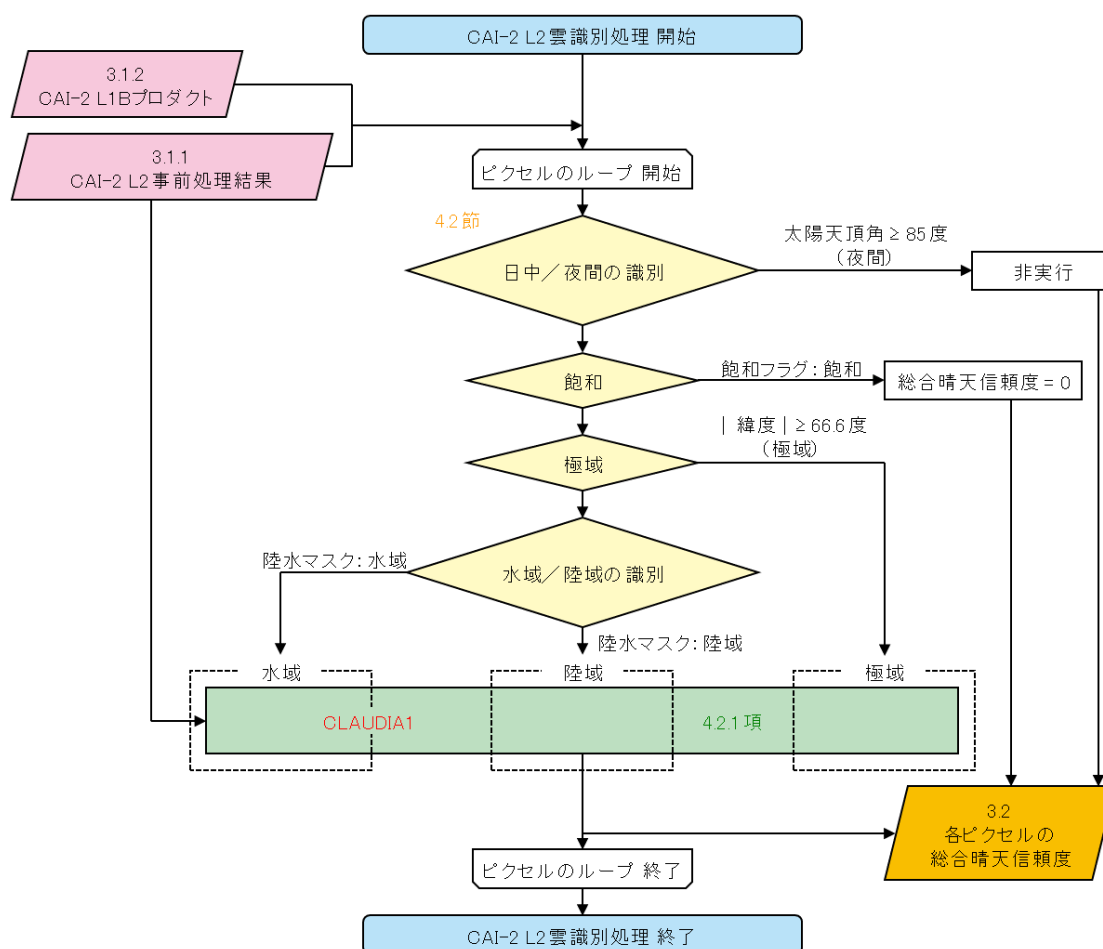 CAI-2 L2雲識別処理 開始
3.1.2
CAI-2 L1Bプロダクト
3.1.1
CAI-2 L2事前処理結果
ピクセルのループ 開始
4.2節
日中／夜間の識別
太陽天頂角≥85度
(夜間)
非実行
飽和
飽和フラグ: 飽和
総合晴天信頼度=0
極域
| 緯度 | ≥66.6度
(極域)
水域／陸域の識別
陸水マスク: 水域
陸水マスク: 陸域
水域
陸域
極域
CLAUDIA1
4.2.1項
3.2
各ピクセルの
総合晴天信頼度
ピクセルのループ 終了
CAI-2 L2雲識別処理 終了